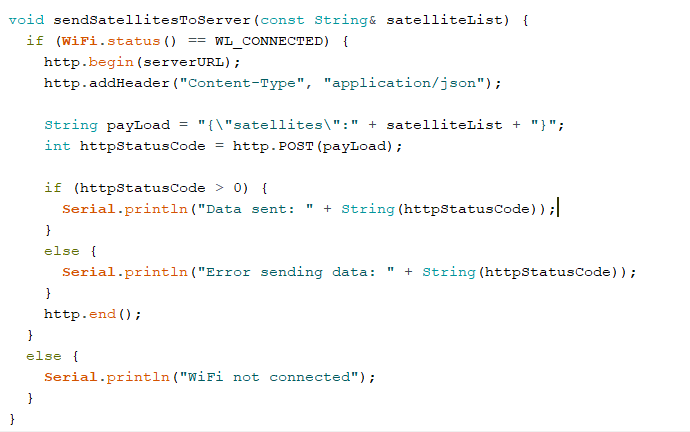 void sendSatellitesToServer(const String& satelliteList) {
  if (WiFi.status() == WL_CONNECTED) {
    http.begin(serverURL);
    http.addHeader("Content-Type", "application/json");

    String payLoad = "{\"satellites\":" + satelliteList + "}";
    int httpStatusCode = http.POST(payLoad);

    if (httpStatusCode > 0) {
      Serial.println("Data sent: " + String(httpStatusCode));
    }
    else {
      Serial.println("Error sending data: " + String(httpStatusCode));
    }
    http.end();
  }
  else {
    Serial.println("WiFi not connected");
  }
}